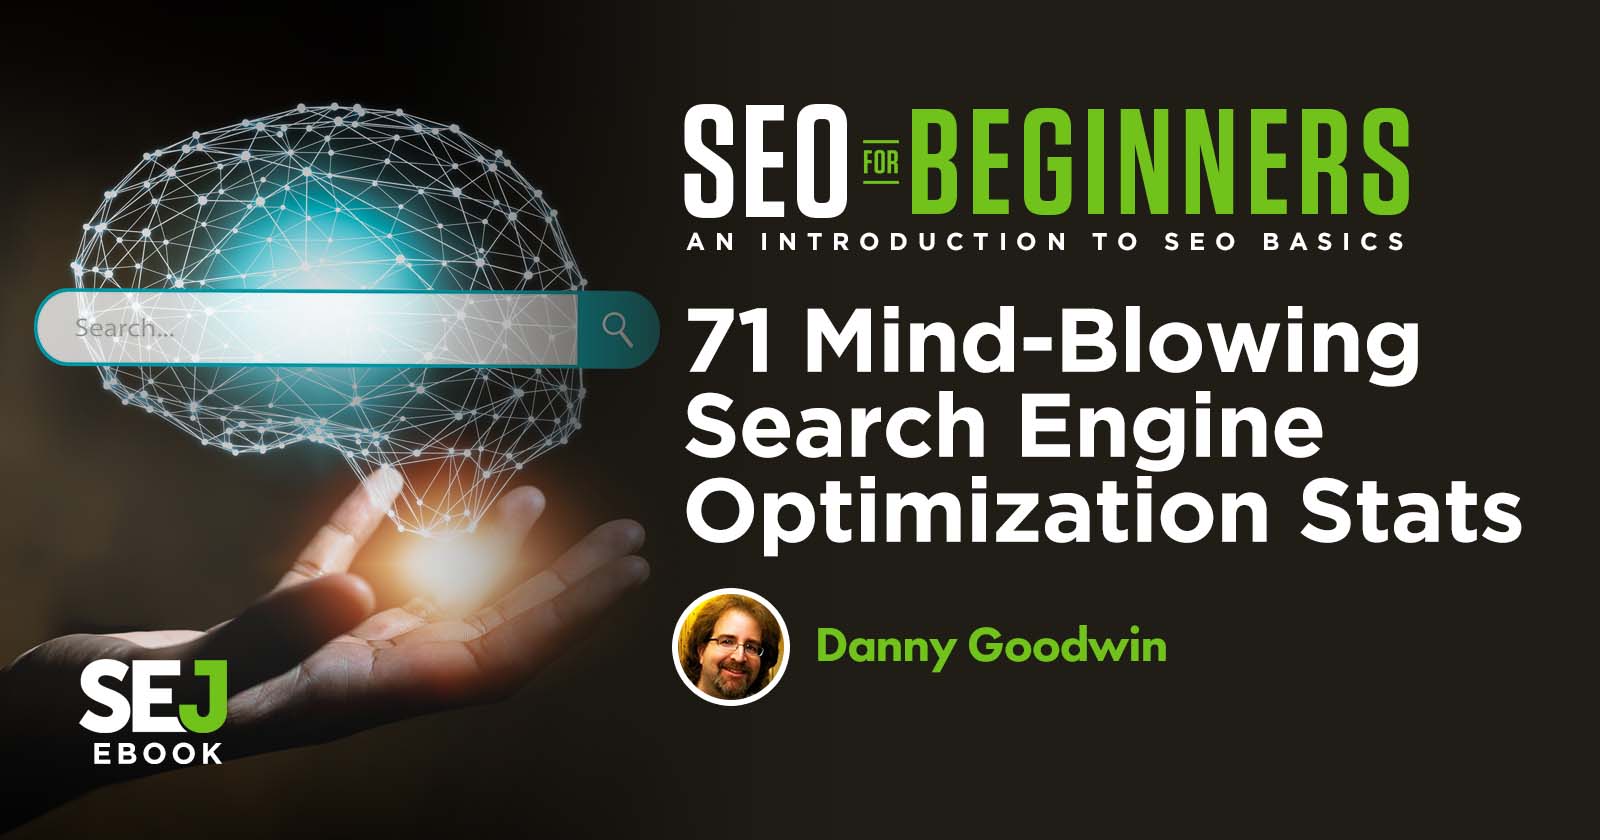 SEO FOR BEGINNERS
AN INTRODUCTION TO SEO BASICS
Search...
71 Mind-Blowing
Search Engine
Optimization Stats
Danny Goodwin
SEJ
EBOOK